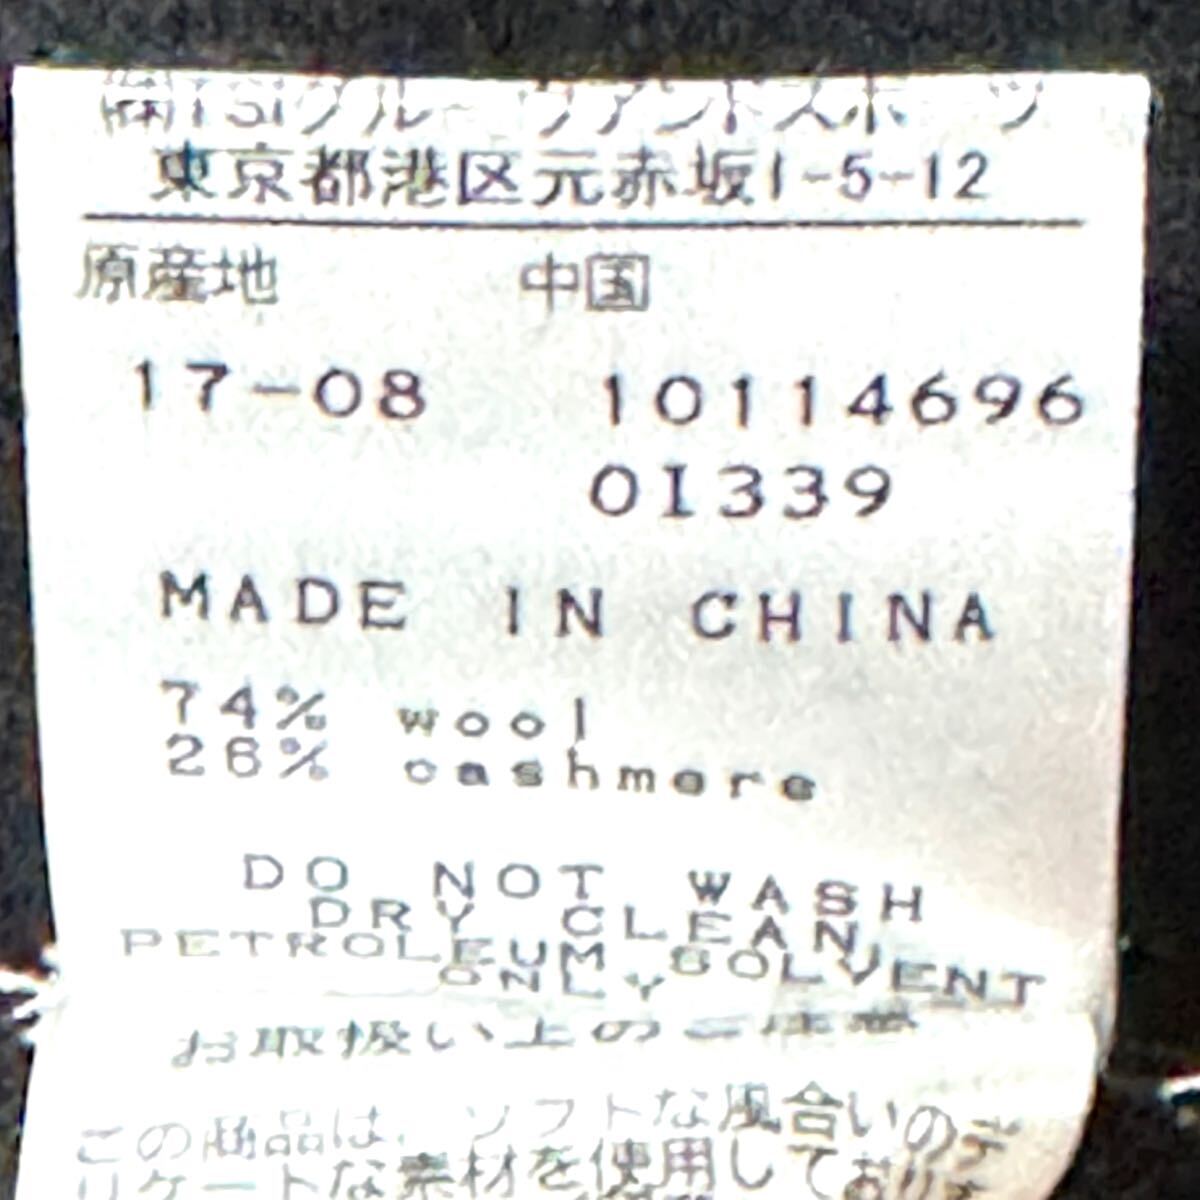 ㈱TSIグルーヴアンドスポーツ
東京都港区元赤坂1-5-12
原産地 中国
17-08 10114696
01339
MADE IN CHINA
74% wool
26% cashmere
DO NOT WASH
DRY CLEAN,
PETROLEUM SOLVENT
ONLY
お取扱い上のご注意
この商品は、ソフトな風合いのデ
リケートな素材を使用しており